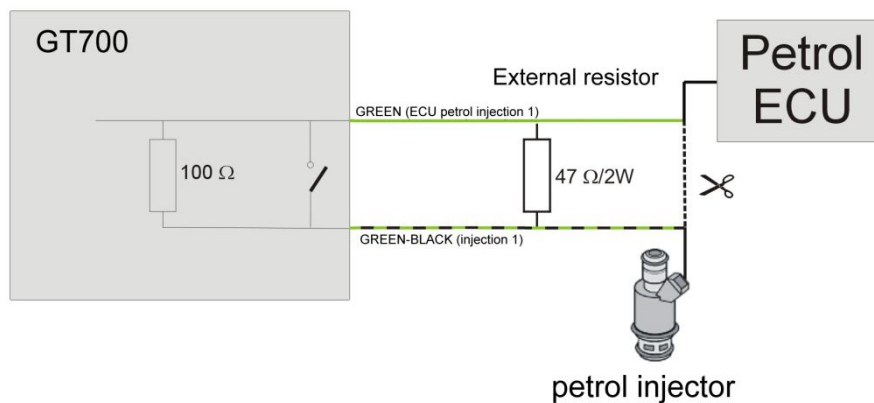 GT700
Petrol
ECU
External resistor
GREEN (ECU petrol injection 1)
100 Ω
47 Ω/2W
GREEN-BLACK (injection 1)
petrol injector